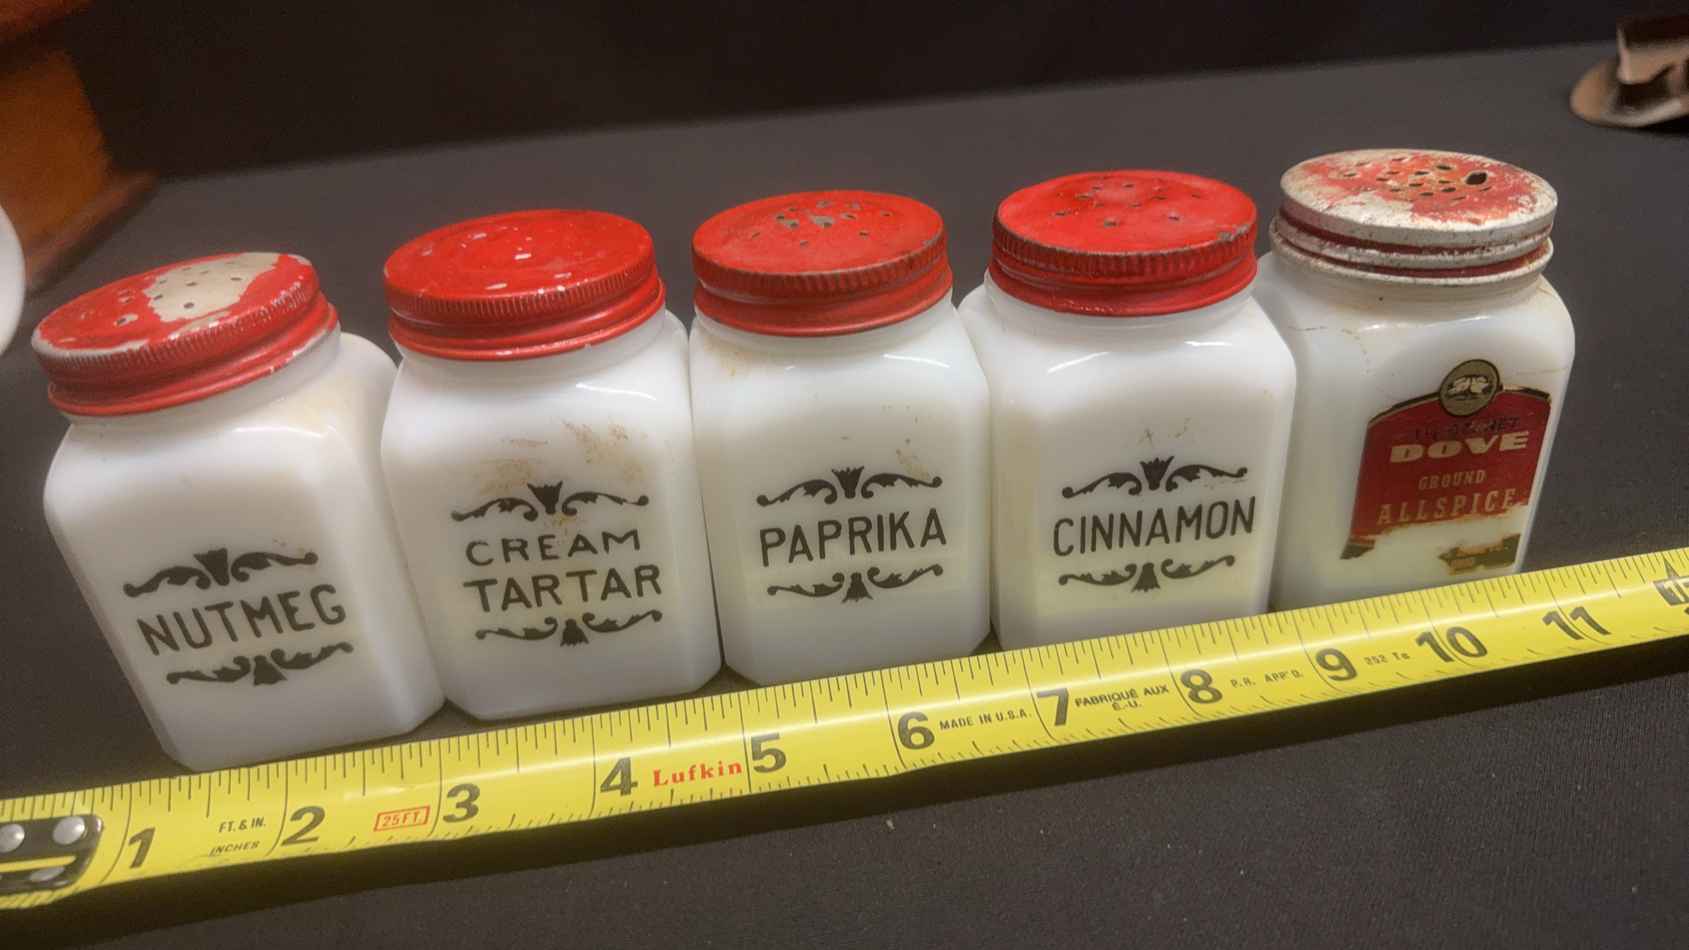 NUTMEG
CREAM
TARTAR
PAPRIKA
CINNAMON
DOVE
GROUND
ALLSPICE
1 FT. & IN. INCHES 2 25FT. 3 4 Lufkin 5 6 MADE IN U.S.A. 7 FABRIQUÉ AUX É.-U. 8 P.R. APP'D. 9 10 11